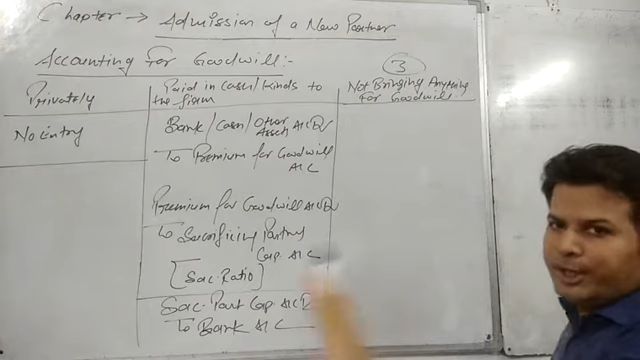 Chapter → Admission of a New Partner
Accounting For Goodwill:-
Privately
No Entry
Paid in Cash/Kinds to
the firm
Bank/Cash/Other
Assets A/C Dr
To Premium for Goodwill
A/C
Premium for Goodwill A/C Dr
To Sacrificing Partners
Cap. A/C
[Sac. Ratio]
Sac. Part Cap. A/C D
To Bank A/C
3
Not Bringing Anything
For Goodwill